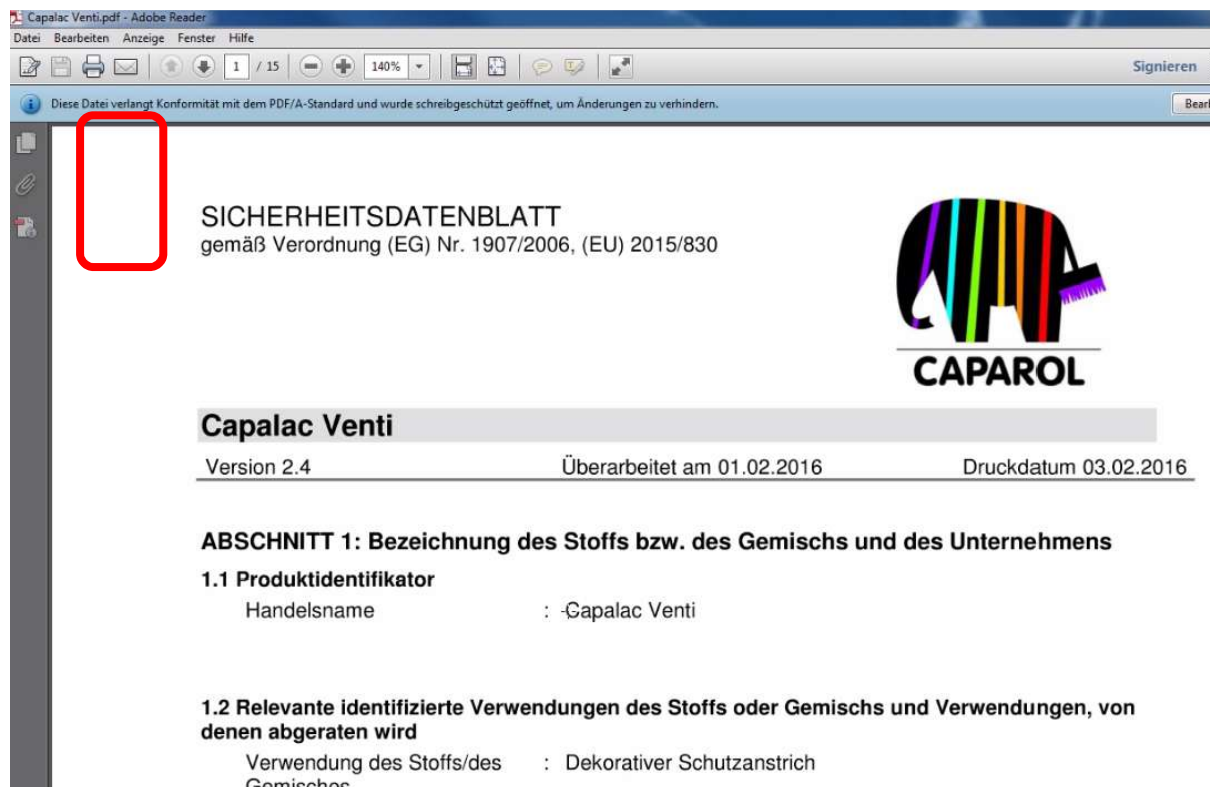 Capalac Venti.pdf - Adobe Reader
Datei Bearbeiten Anzeige Fenster Hilfe
1 / 15 140% Signieren
Diese Datei verlangt Konformität mit dem PDF/A-Standard und wurde schreibgeschützt geöffnet, um Änderungen zu verhindern. Bearl
SICHERHEITSDATENBLATT
gemäß Verordnung (EG) Nr. 1907/2006, (EU) 2015/830
CAPAROL
Capalac Venti
Version 2.4 Überarbeitet am 01.02.2016 Druckdatum 03.02.2016
ABSCHNITT 1: Bezeichnung des Stoffs bzw. des Gemischs und des Unternehmens
1.1 Produktidentifikator
Handelsname : Capalac Venti
1.2 Relevante identifizierte Verwendungen des Stoffs oder Gemischs und Verwendungen, von
denen abgeraten wird
Verwendung des Stoffs/des : Dekorativer Schutzanstrich
Gemisches